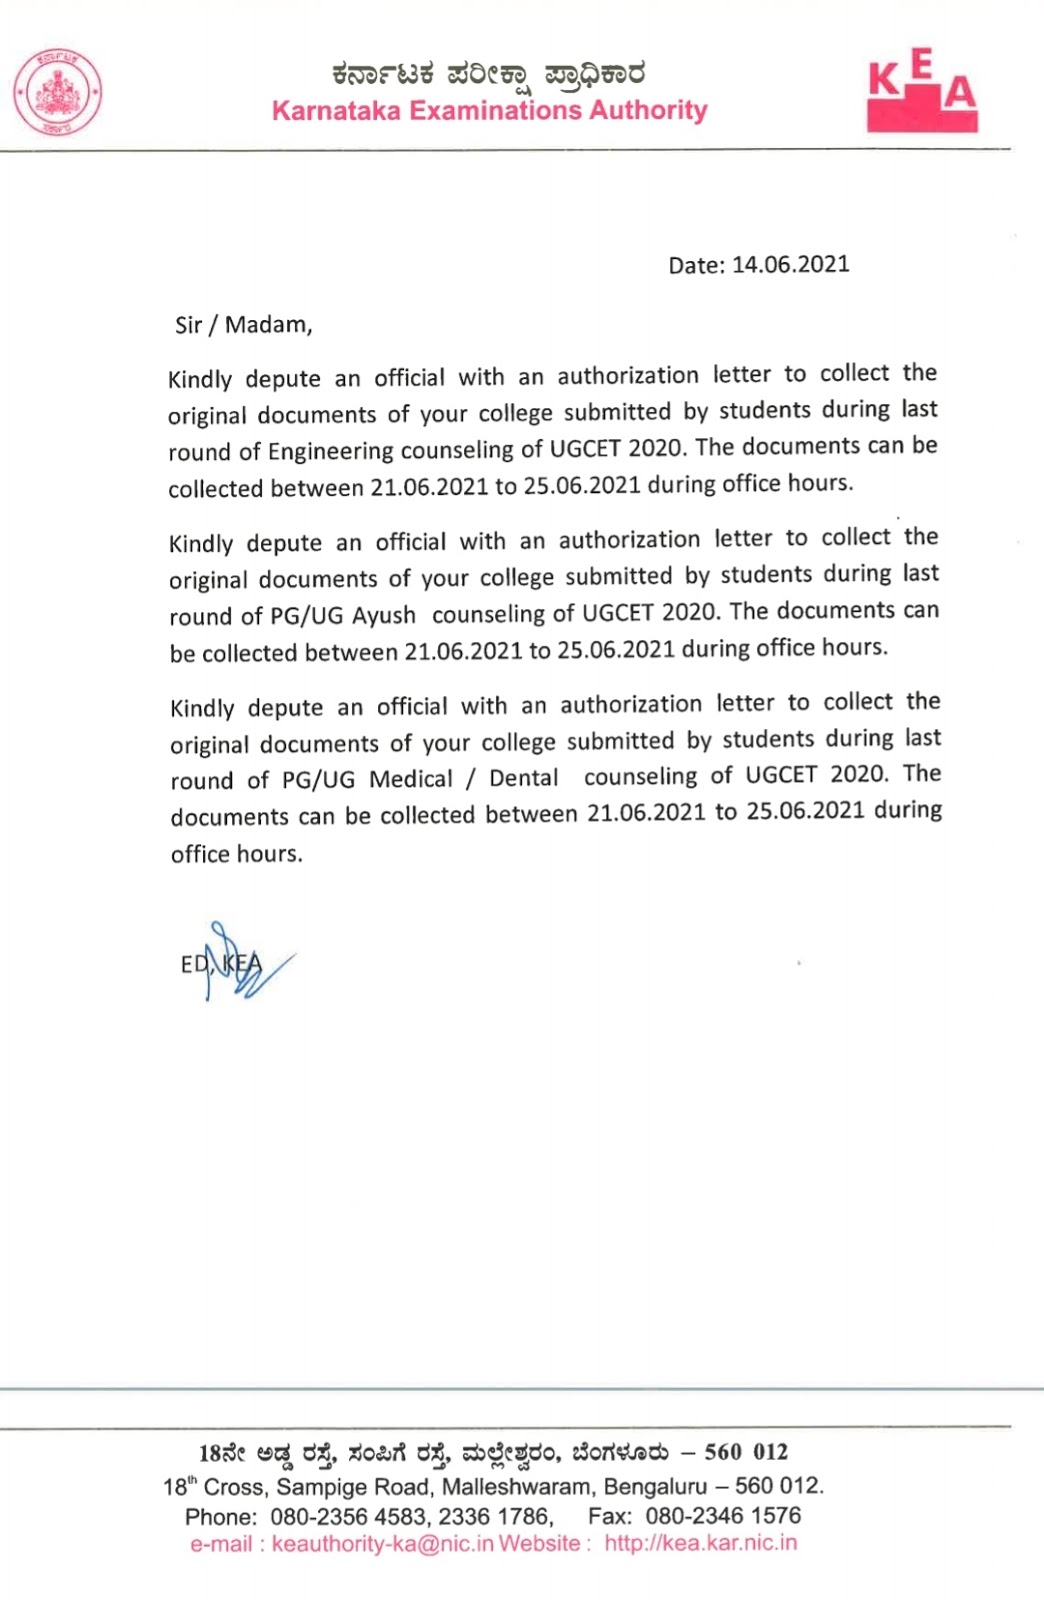 ಕರ್ನಾಟಕ
ಕರ್ನಾಟಕ ಪರೀಕ್ಷಾ ಪ್ರಾಧಿಕಾರ
Karnataka Examinations Authority
KEA
Date: 14.06.2021
Sir / Madam,
Kindly depute an official with an authorization letter to collect the
original documents of your college submitted by students during last
round of Engineering counseling of UGCET 2020. The documents can be
collected between 21.06.2021 to 25.06.2021 during office hours.
Kindly depute an official with an authorization letter to collect the
original documents of your college submitted by students during last
round of PG/UG Ayush counseling of UGCET 2020. The documents can
be collected between 21.06.2021 to 25.06.2021 during office hours.
Kindly depute an official with an authorization letter to collect the
original documents of your college submitted by students during last
round of PG/UG Medical / Dental counseling of UGCET 2020. The
documents can be collected between 21.06.2021 to 25.06.2021 during
office hours.
ED, KEA
18ನೇ ಅಡ್ಡ ರಸ್ತೆ, ಸಂಪಿಗೆ ರಸ್ತೆ, ಮಲ್ಲೇಶ್ವರಂ, ಬೆಂಗಳೂರು – 560 012
18th Cross, Sampige Road, Malleshwaram, Bengaluru – 560 012.
Phone: 080-2356 4583, 2336 1786, Fax: 080-2346 1576
e-mail : keauthority-ka@nic.in Website : http://kea.kar.nic.in